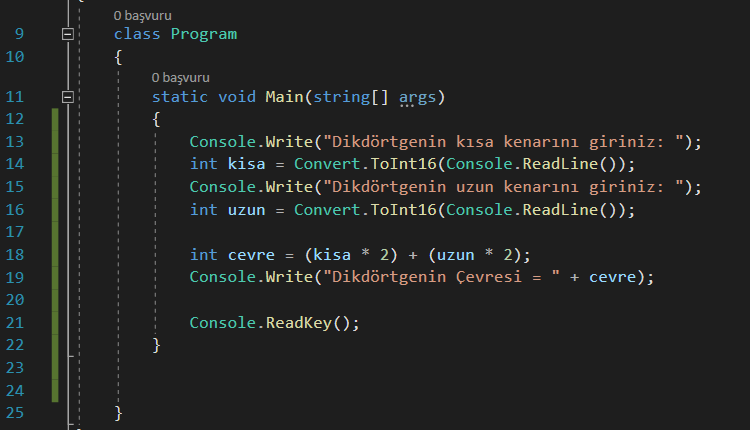 0 başvuru
9 class Program
10 {
0 başvuru
11 static void Main(string[] args)
12 {
13 Console.Write("Dikdörtgenin kısa kenarını giriniz: ");
14 int kisa = Convert.ToInt16(Console.ReadLine());
15 Console.Write("Dikdörtgenin uzun kenarını giriniz: ");
16 int uzun = Convert.ToInt16(Console.ReadLine());
17
18 int cevre = (kisa * 2) + (uzun * 2);
19 Console.Write("Dikdörtgenin Çevresi = " + cevre);
20
21 Console.ReadKey();
22 }
23
24
25 }